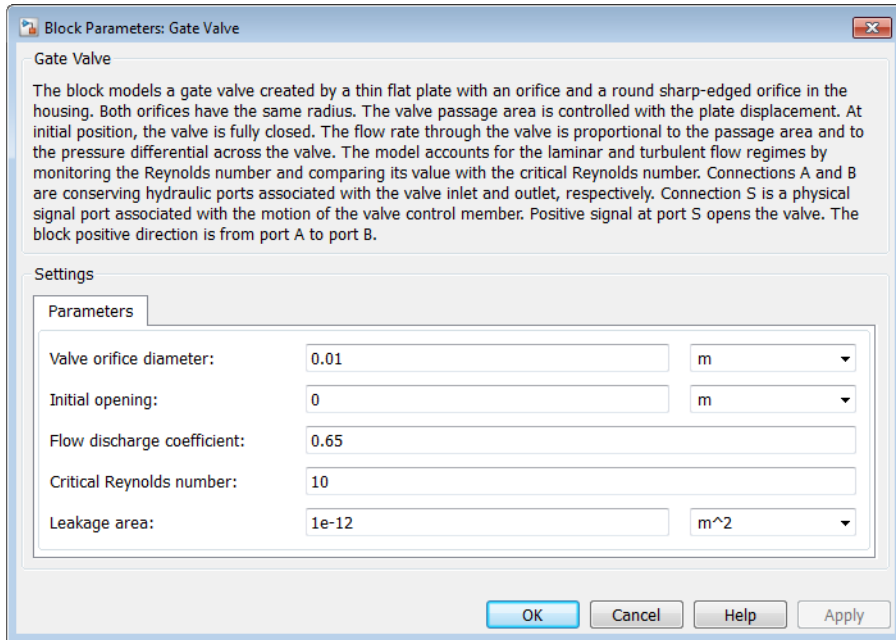 Block Parameters: Gate Valve
Gate Valve
The block models a gate valve created by a thin flat plate with an orifice and a round sharp-edged orifice in the
housing. Both orifices have the same radius. The valve passage area is controlled with the plate displacement. At
initial position, the valve is fully closed. The flow rate through the valve is proportional to the passage area and to
the pressure differential across the valve. The model accounts for the laminar and turbulent flow regimes by
monitoring the Reynolds number and comparing its value with the critical Reynolds number. Connections A and B
are conserving hydraulic ports associated with the valve inlet and outlet, respectively. Connection S is a physical
signal port associated with the motion of the valve control member. Positive signal at port S opens the valve. The
block positive direction is from port A to port B.
Settings
Parameters
Valve orifice diameter: 0.01 m
Initial opening: 0 m
Flow discharge coefficient: 0.65
Critical Reynolds number: 10
Leakage area: 1e-12 m^2
OK Cancel Help Apply